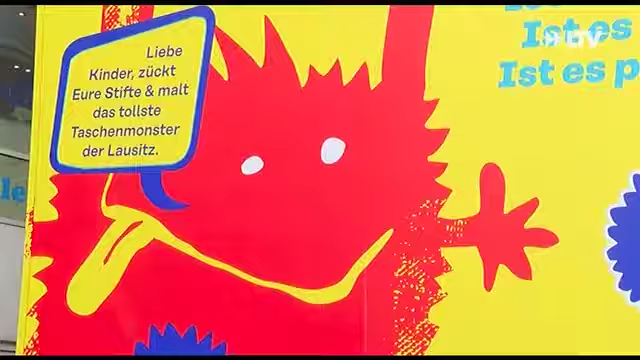 Liebe
Kinder, zückt
Eure Stifte & malt
das tollste
Taschenmonster
der Lausitz.
Ist es
Ist es p